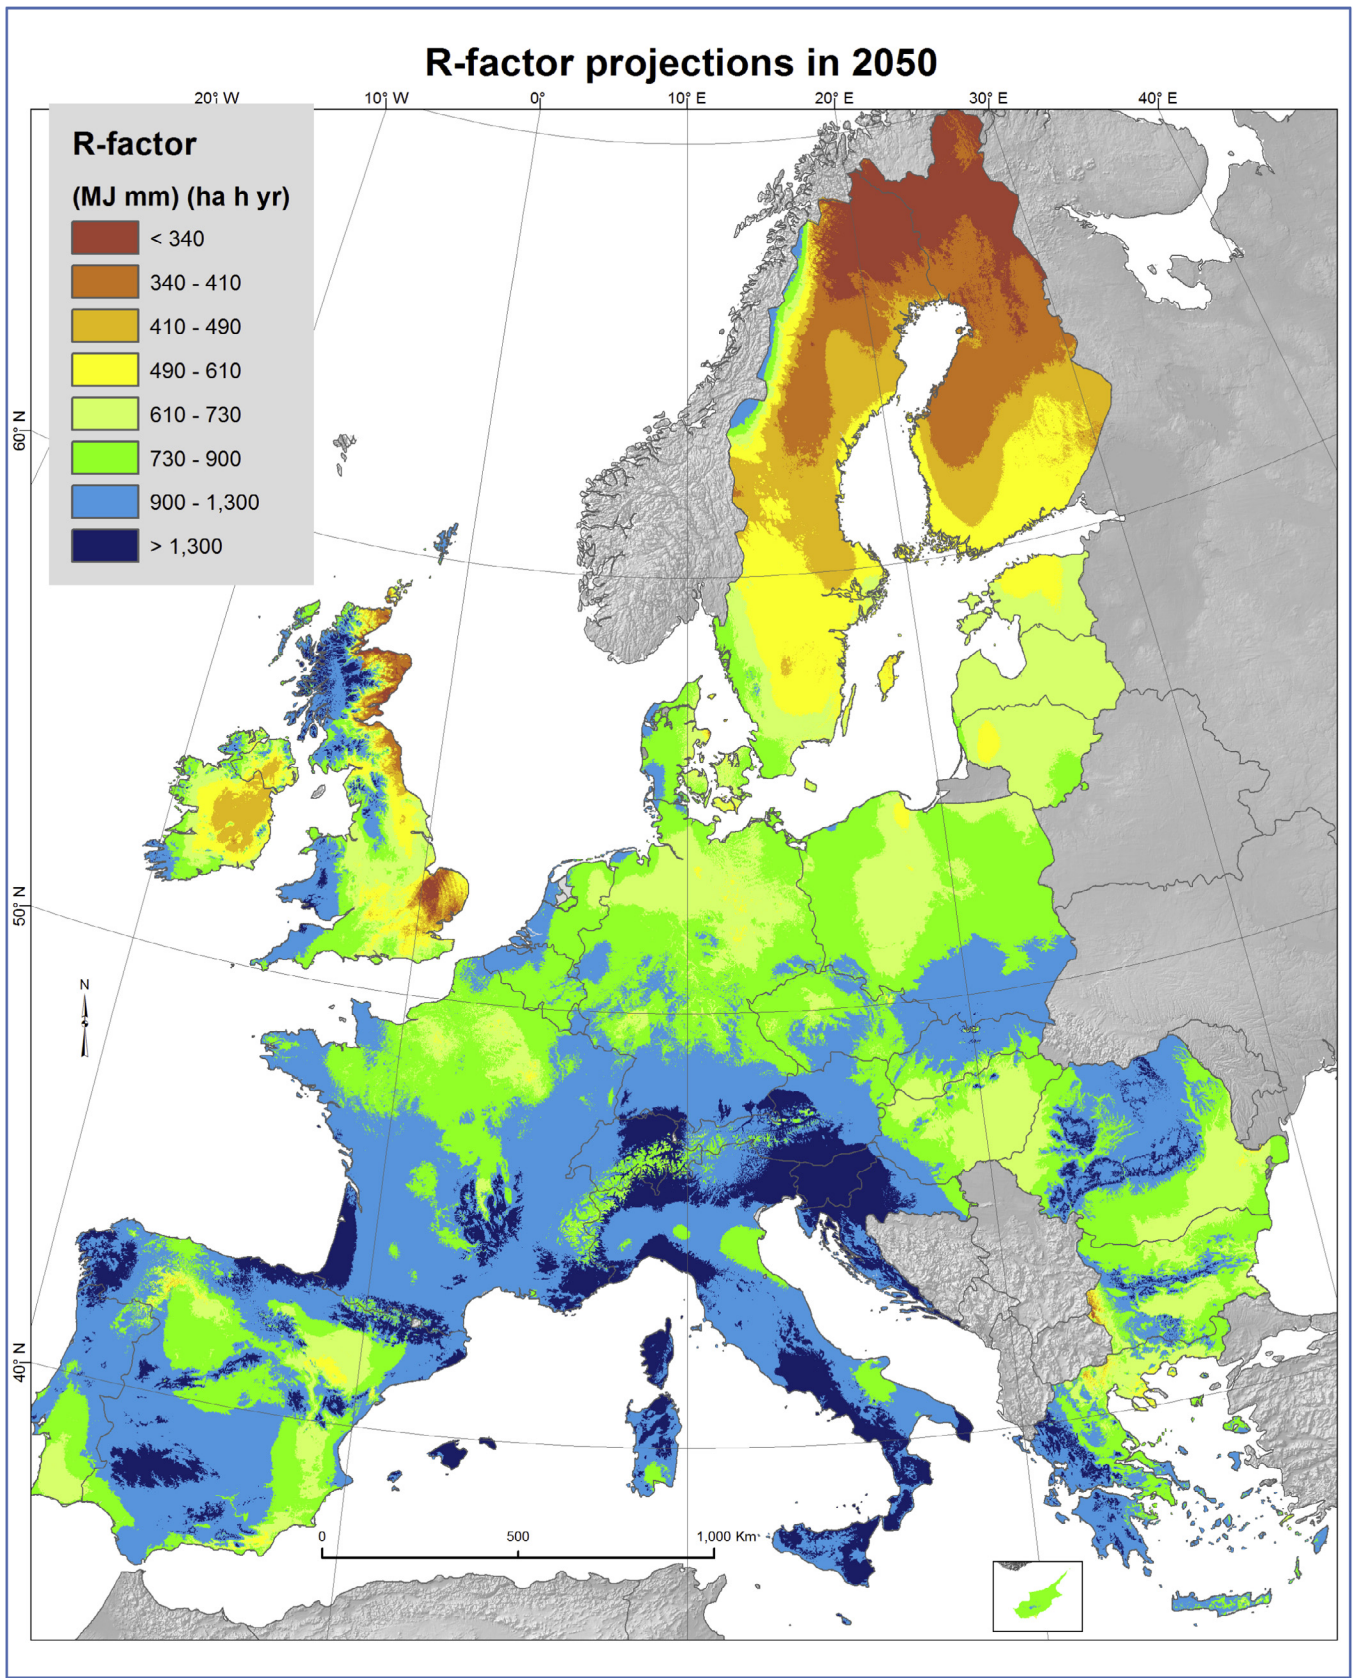 R-factor projections in 2050
20° W
10° W
0°
10° E
20° E
30° E
40° E
R-factor
(MJ mm) (ha h yr)
< 340
340 - 410
410 - 490
490 - 610
610 - 730
730 - 900
900 - 1,300
> 1,300
60° N
50° N
N
40° N
0
500
1,000 Km